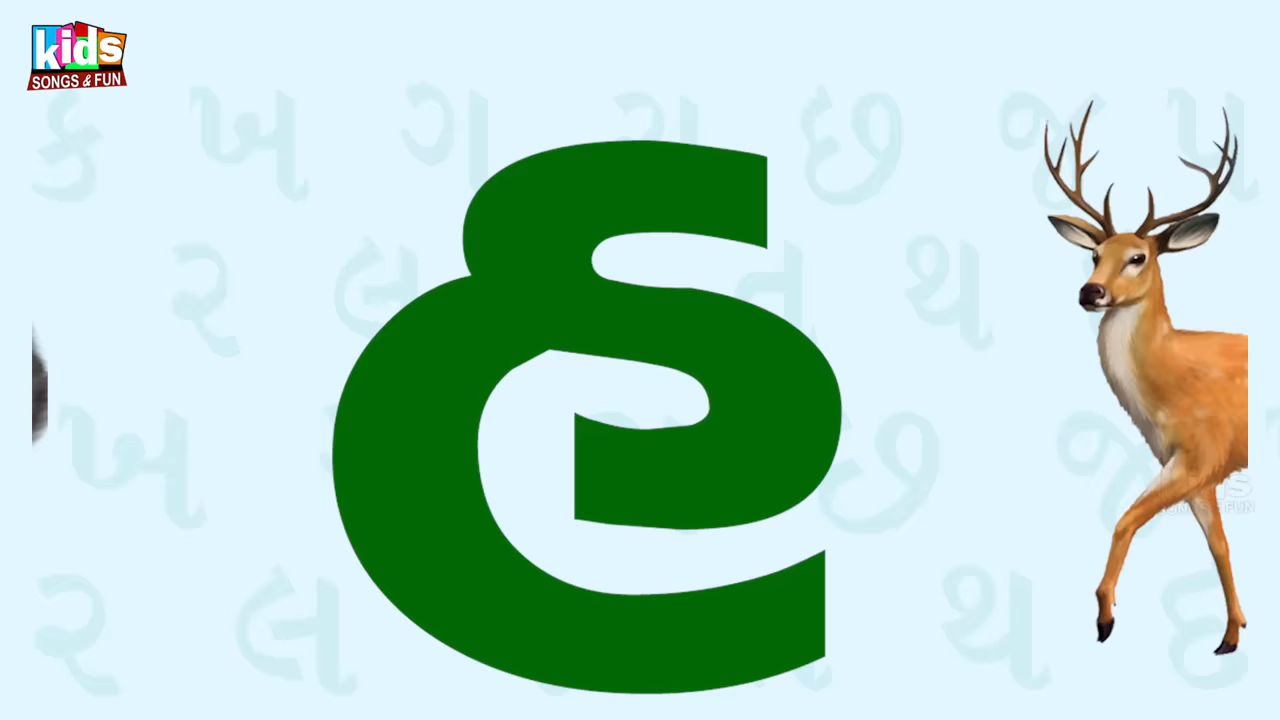 kids
SONGS & FUN
ક ખ ગ છ જ
હ
ર લ થ
ખ છ જ
ર લ થ દ